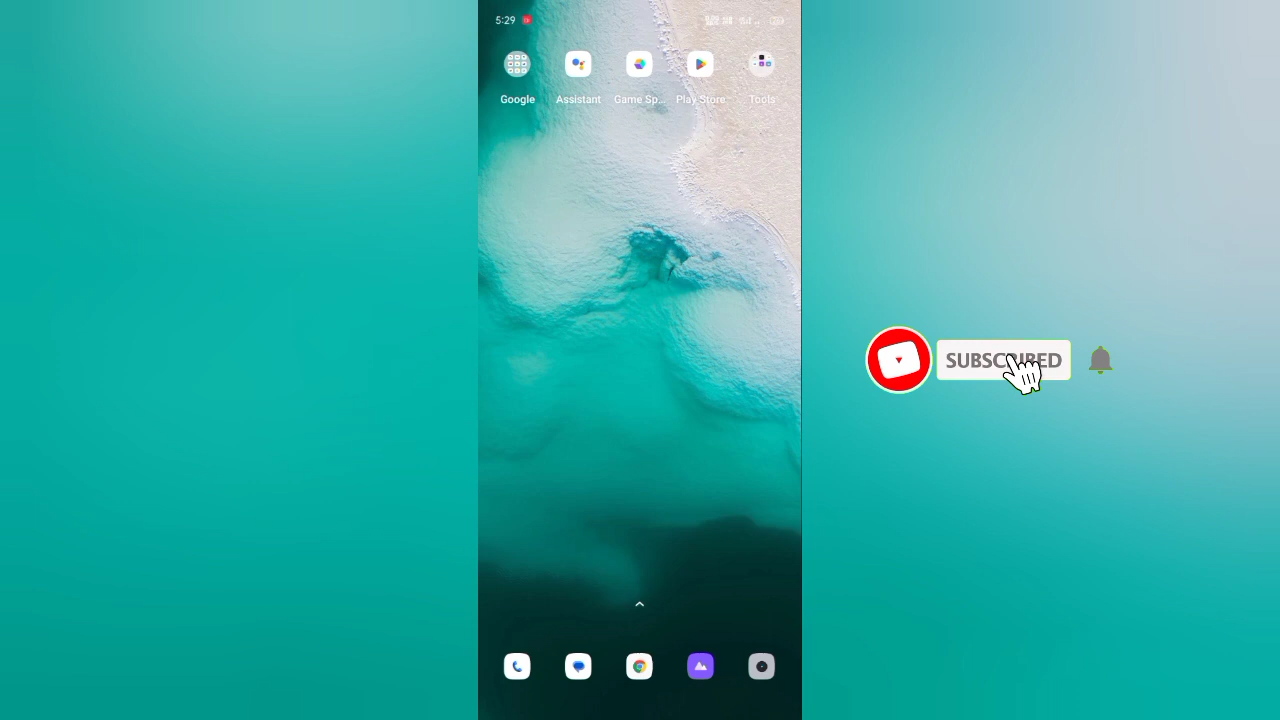 5:29
Google
Assistant
Game Sp...
Play Store
Tools
SUBSCRIBED